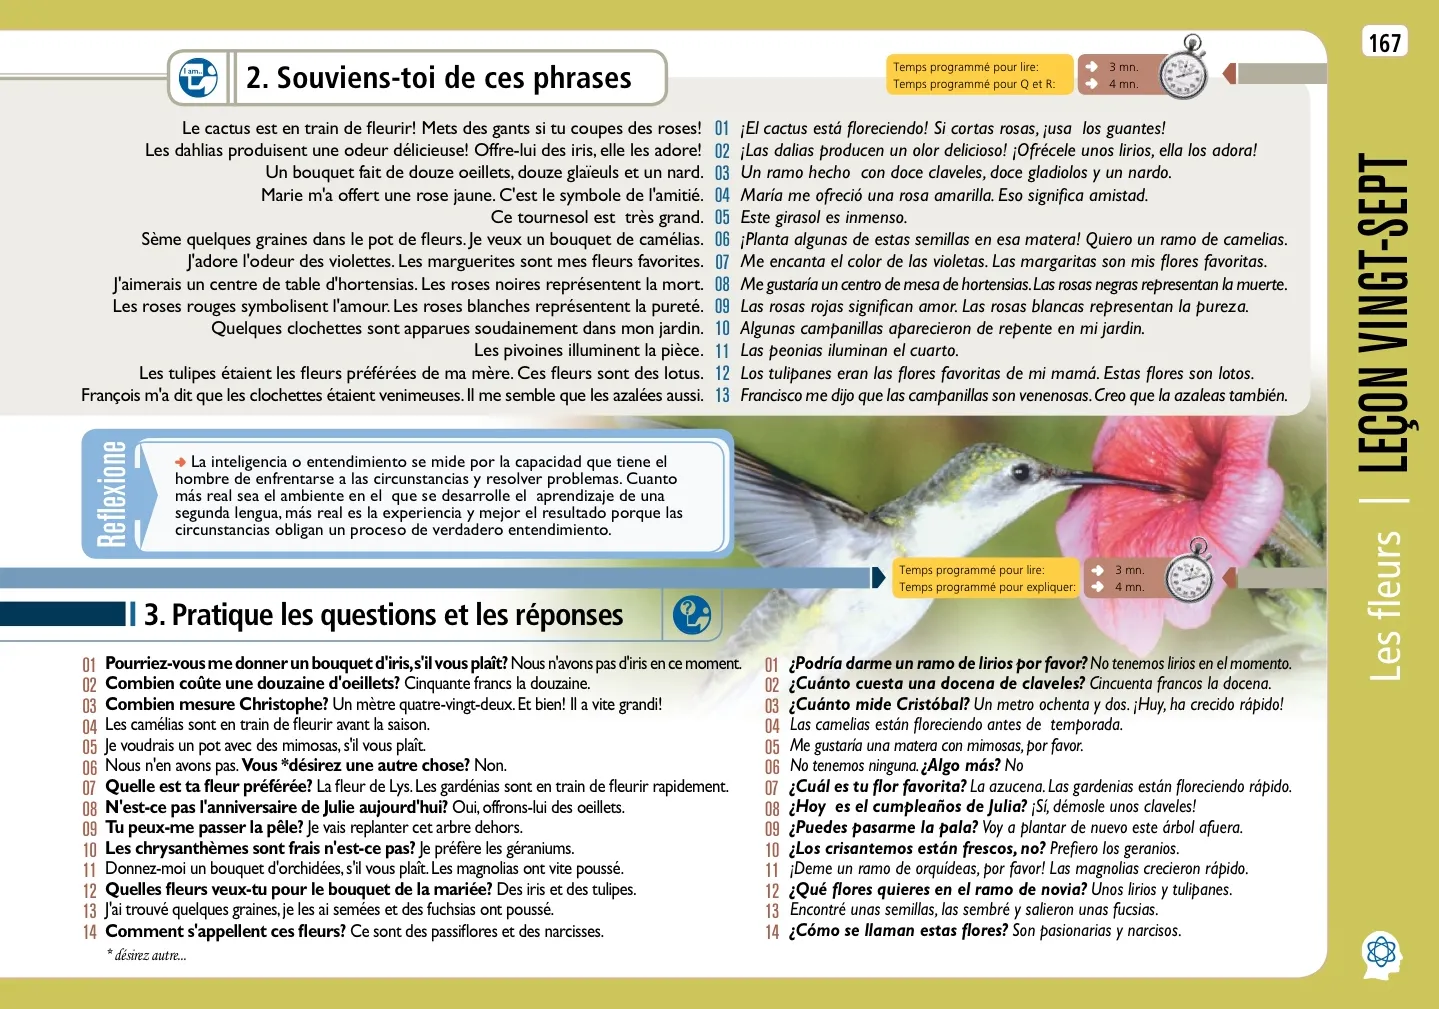 167
I am..
2. Souviens-toi de ces phrases
Temps programmé pour lire: 3 mn.
Temps programmé pour Q et R: 4 mn.
Le cactus est en train de fleurir! Mets des gants si tu coupes des roses! 01 ¡El cactus está floreciendo! Si cortas rosas, ¡usa los guantes!
Les dahlias produisent une odeur délicieuse! Offre-lui des iris, elle les adore! 02 ¡Las dalias producen un olor delicioso! ¡Ofrécele unos lirios, ella los adora!
Un bouquet fait de douze oeillets, douze glaïeuls et un nard. 03 Un ramo hecho con doce claveles, doce gladiolos y un nardo.
Marie m'a offert une rose jaune. C'est le symbole de l'amitié. 04 María me ofreció una rosa amarilla. Eso significa amistad.
Ce tournesol est très grand. 05 Este girasol es inmenso.
Sème quelques graines dans le pot de fleurs. Je veux un bouquet de camélias. 06 ¡Planta algunas de estas semillas en esa matera! Quiero un ramo de camelias.
J'adore l'odeur des violettes. Les marguerites sont mes fleurs favorites. 07 Me encanta el color de las violetas. Las margaritas son mis flores favoritas.
J'aimerais un centre de table d'hortensias. Les roses noires représentent la mort. 08 Me gustaría un centro de mesa de hortensias. Las rosas negras representan la muerte.
Les roses rouges symbolisent l'amour. Les roses blanches représentent la pureté. 09 Las rosas rojas significan amor. Las rosas blancas representan la pureza.
Quelques clochettes sont apparues soudainement dans mon jardin. 10 Algunas campanillas aparecieron de repente en mi jardin.
Les pivoines illuminent la pièce. 11 Las peonias iluminan el cuarto.
Les tulipes étaient les fleurs préférées de ma mère. Ces fleurs sont des lotus. 12 Los tulipanes eran las flores favoritas de mi mamá. Estas flores son lotos.
François m'a dit que les clochettes étaient venimeuses. Il me semble que les azalées aussi. 13 Francisco me dijo que las campanillas son venenosas. Creo que la azaleas también.
Reflexione
La inteligencia o entendimiento se mide por la capacidad que tiene el
hombre de enfrentarse a las circunstancias y resolver problemas. Cuanto
más real sea el ambiente en el que se desarrolle el aprendizaje de una
segunda lengua, más real es la experiencia y mejor el resultado porque las
circunstancias obligan un proceso de verdadero entendimiento.
Temps programmé pour lire: 3 mn.
Temps programmé pour expliquer: 4 mn.
3. Pratique les questions et les réponses
01 Pourriez-vous me donner un bouquet d'iris, s'il vous plaît? Nous n'avons pas d'iris en ce moment.
02 Combien coûte une douzaine d'oeillets? Cinquante francs la douzaine.
03 Combien mesure Christophe? Un mètre quatre-vingt-deux. Et bien! Il a vite grandi!
04 Les camélias sont en train de fleurir avant la saison.
05 Je voudrais un pot avec des mimosas, s'il vous plaît.
06 Nous n'en avons pas. Vous *désirez une autre chose? Non.
07 Quelle est ta fleur préférée? La fleur de Lys. Les gardénias sont en train de fleurir rapidement.
08 N'est-ce pas l'anniversaire de Julie aujourd'hui? Oui, offrons-lui des oeillets.
09 Tu peux-me passer la pêle? Je vais replanter cet arbre dehors.
10 Les chrysanthèmes sont frais n'est-ce pas? Je préfère les géraniums.
11 Donnez-moi un bouquet d'orchidées, s'il vous plaît. Les magnolias ont vite poussé.
12 Quelles fleurs veux-tu pour le bouquet de la mariée? Des iris et des tulipes.
13 J'ai trouvé quelques graines, je les ai semées et des fuchsias ont poussé.
14 Comment s'appellent ces fleurs? Ce sont des passiflores et des narcisses.
* désirez autre...
01 ¿Podría darme un ramo de lirios por favor? No tenemos lirios en el momento.
02 ¿Cuánto cuesta una docena de claveles? Cincuenta francos la docena.
03 ¿Cuánto mide Cristóbal? Un metro ochenta y dos. ¡Huy, ha crecido rápido!
04 Las camelias están floreciendo antes de temporada.
05 Me gustaría una matera con mimosas, por favor.
06 No tenemos ninguna. ¿Algo más? No
07 ¿Cuál es tu flor favorita? La azucena. Las gardenias están floreciendo rápido.
08 ¿Hoy es el cumpleaños de Julia? ¡Sí, démosle unos claveles!
09 ¿Puedes pasarme la pala? Voy a plantar de nuevo este árbol afuera.
10 ¿Los crisantemos están frescos, no? Prefiero los geranios.
11 ¡Deme un ramo de orquídeas, por favor! Las magnolias crecieron rápido.
12 ¿Qué flores quieres en el ramo de novia? Unos lirios y tulipanes.
13 Encontré unas semillas, las sembré y salieron unas fucsias.
14 ¿Cómo se llaman estas flores? Son pasionarias y narcisos.
Les fleurs | LEÇON VINGT-SEPT